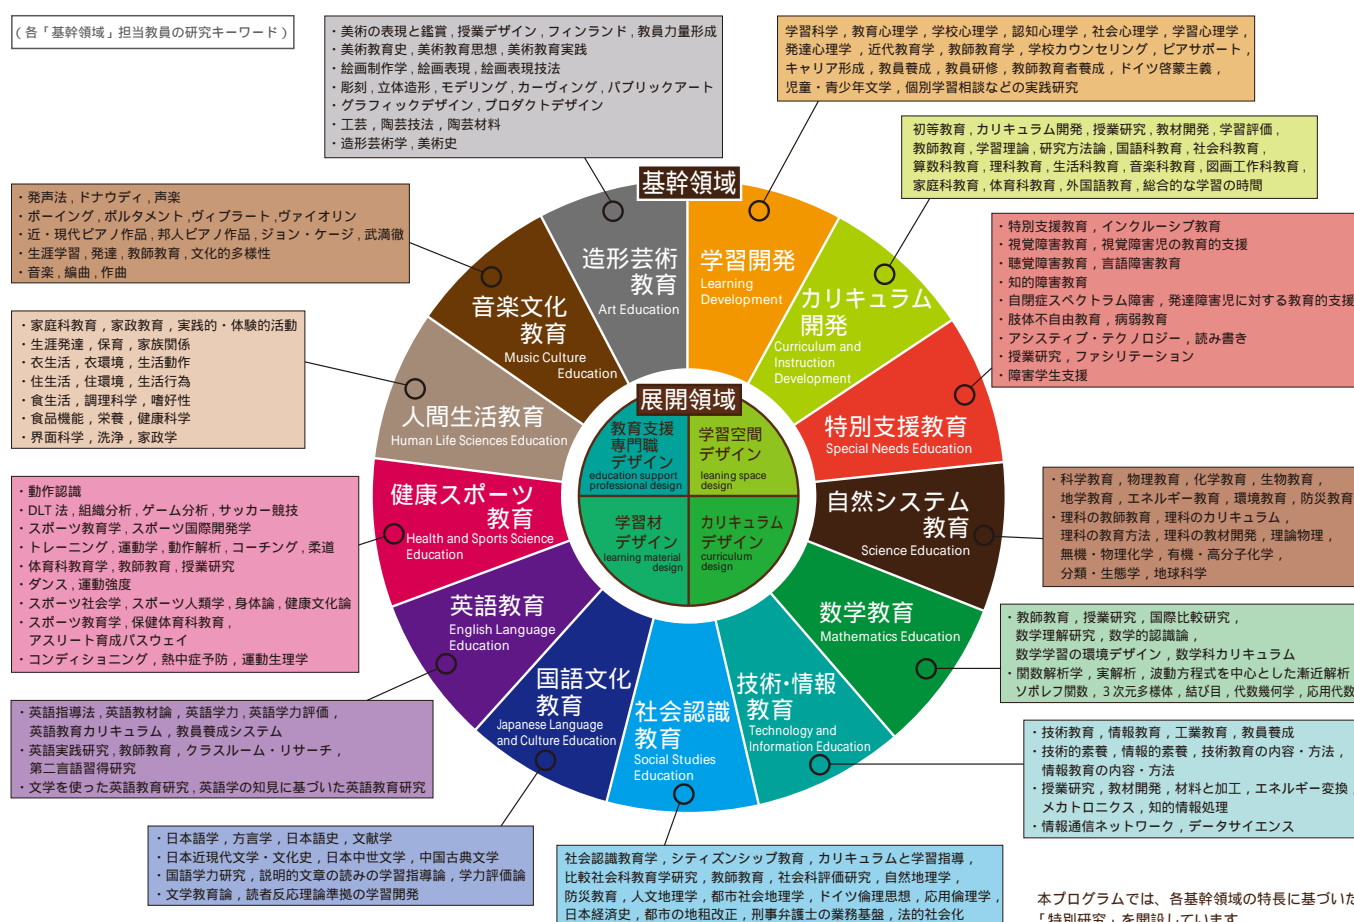 (各「基幹領域」担当教員の研究キーワード)
・美術の表現と鑑賞，授業デザイン，フィンランド，教員力量形成
・美術教育史，美術教育思想，美術教育実践
・絵画制作学，絵画表現，絵画表現技法
・彫刻，立体造形，モデリング，カーヴィング，パブリックアート
・グラフィックデザイン，プロダクトデザイン
・工芸，陶芸技法，陶芸材料
・造形芸術学，美術史
学習科学，教育心理学，学校心理学，認知心理学，社会心理学，学習心理学，
発達心理学，近代教育学，教師教育学，学校カウンセリング，ピアサポート，
キャリア形成，教員養成，教員研修，教師教育者養成，ドイツ啓蒙主義，
児童・青少年文学，個別学習相談などの実践研究
初等教育，カリキュラム開発，授業研究，教材開発，学習評価，
教師教育，学習理論，研究方法論，国語科教育，社会科教育，
算数科教育，理科教育，生活科教育，音楽科教育，図画工作科教育，
家庭科教育，体育科教育，外国語教育，総合的な学習の時間
・発声法，ドナウディ，声楽
・ボーイング，ポルタメント，ヴィブラート，ヴァイオリン
・近・現代ピアノ作品，邦人ピアノ作品，ジョン・ケージ，武満徹
・生涯学習，発達，教師教育，文化的多様性
・音楽，編曲，作曲
・特別支援教育，インクルーシブ教育
・視覚障害教育，視覚障害児の教育的支援
・聴覚障害教育，言語障害教育
・知的障害教育
・自閉症スペクトラム障害，発達障害児に対する教育的支援
・肢体不自由教育，病弱教育
・アシスティブ・テクノロジー，読み書き
・授業研究，ファシリテーション
・障害学生支援
・家庭科教育，家政教育，実践的・体験的活動
・生涯発達，保育，家族関係
・衣生活，衣環境，生活動作
・住生活，住環境，生活行為
・食生活，調理科学，嗜好性
・食品機能，栄養，健康科学
・界面科学，洗浄，家政学
・科学教育，物理教育，化学教育，生物教育，
地学教育，エネルギー教育，環境教育，防災教育
・理科の教師教育，理科のカリキュラム，
理科の教育方法，理科の教材開発，理論物理，
無機・物理化学，有機・高分子化学，
分類・生態学，地球科学
・動作認識
・DLT 法，組織分析，ゲーム分析，サッカー競技
・スポーツ教育学，スポーツ国際開発学
・トレーニング，運動学，動作解析，コーチング，柔道
・体育科教育学，教師教育，授業研究
・ダンス，運動強度
・スポーツ社会学，スポーツ人類学，身体論，健康文化論
・スポーツ教育学，保健体育科教育，
アスリート育成パスウェイ
・コンディショニング，熱中症予防，運動生理学
・教師教育，授業研究，国際比較研究，
数学理解研究，数学的認識論，
数学学習の環境デザイン，数学科カリキュラム
・関数解析学，実解析，波動方程式を中心とした漸近解析
ソボレフ関数，３次元多様体，結び目，代数幾何学，応用代数
・英語指導法，英語教材論，英語学力，英語学力評価，
英語教育カリキュラム，教員養成システム
・英語実践研究，教師教育，クラスルーム・リサーチ，
第二言語習得研究
・文学を使った英語教育研究，英語学の知見に基づいた英語教育研究
・技術教育，情報教育，工業教育，教員養成
・技術的素養，情報的素養，技術教育の内容・方法，
情報教育の内容・方法
・授業研究，教材開発，材料と加工，エネルギー変換，
メカトロニクス，知的情報処理
・情報通信ネットワーク，データサイエンス
・日本語学，方言学，日本語史，文献学
・日本近現代文学・文化史，日本中世文学，中国古典文学
・国語学力研究，説明的文章の読みの学習指導論，学力評価論
・文学教育論，読者反応理論準拠の学習開発
社会認識教育学，シティズンシップ教育，カリキュラムと学習指導，
比較社会科教育学研究，教師教育，社会科評価研究，自然地理学，
防災教育，人文地理学，都市社会地理学，ドイツ倫理思想，応用倫理学，
日本経済史，都市の地租改正，刑事弁護士の業務基盤，法的社会化
基幹領域
造形芸術
教育
Art Education
学習開発
Learning
Development
カリキュラム
開発
Curriculum and
Instruction
Development
特別支援教育
Special Needs Education
自然システム
教育
Science Education
数学教育
Mathematics Education
技術・情報
教育
Technology and
Information Education
社会認識
教育
Social Studies
Education
国語文化
教育
Japanese Language
and Culture Education
英語教育
English Language
Education
健康スポーツ
教育
Health and Sports Science
Education
人間生活教育
Human Life Sciences Education
音楽文化
教育
Music Culture
Education
展開領域
教育支援
専門職
デザイン
education support
professional design
学習空間
デザイン
leaning space
design
学習材
デザイン
learning material
design
カリキュラム
デザイン
curriculum
design
本プログラムでは、各基幹領域の特長に基づいた
「特別研究」を開設しています